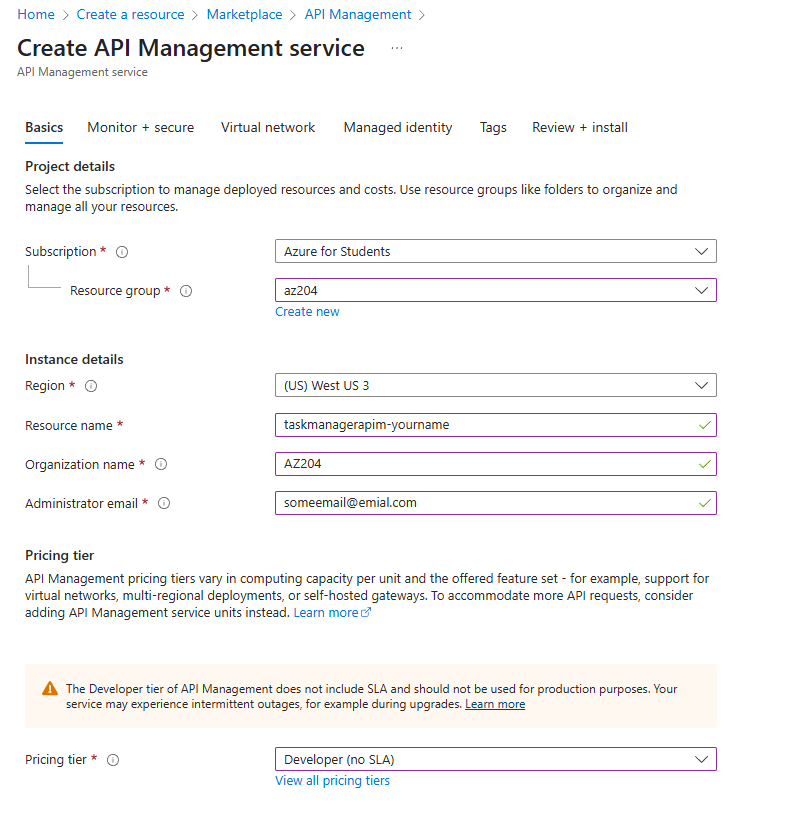 Home > Create a resource > Marketplace > API Management >
Create API Management service ...
API Management service
Basics Monitor + secure Virtual network Managed identity Tags Review + install
Project details
Select the subscription to manage deployed resources and costs. Use resource groups like folders to organize and
manage all your resources.
Subscription * Azure for Students
Resource group * az204
Create new
Instance details
Region * (US) West US 3
Resource name * taskmanagerapim-yourname
Organization name * AZ204
Administrator email * someemail@emial.com
Pricing tier
API Management pricing tiers vary in computing capacity per unit and the offered feature set - for example, support for
virtual networks, multi-regional deployments, or self-hosted gateways. To accommodate more API requests, consider
adding API Management service units instead. Learn more
The Developer tier of API Management does not include SLA and should not be used for production purposes. Your
service may experience intermittent outages, for example during upgrades. Learn more
Pricing tier * Developer (no SLA)
View all pricing tiers